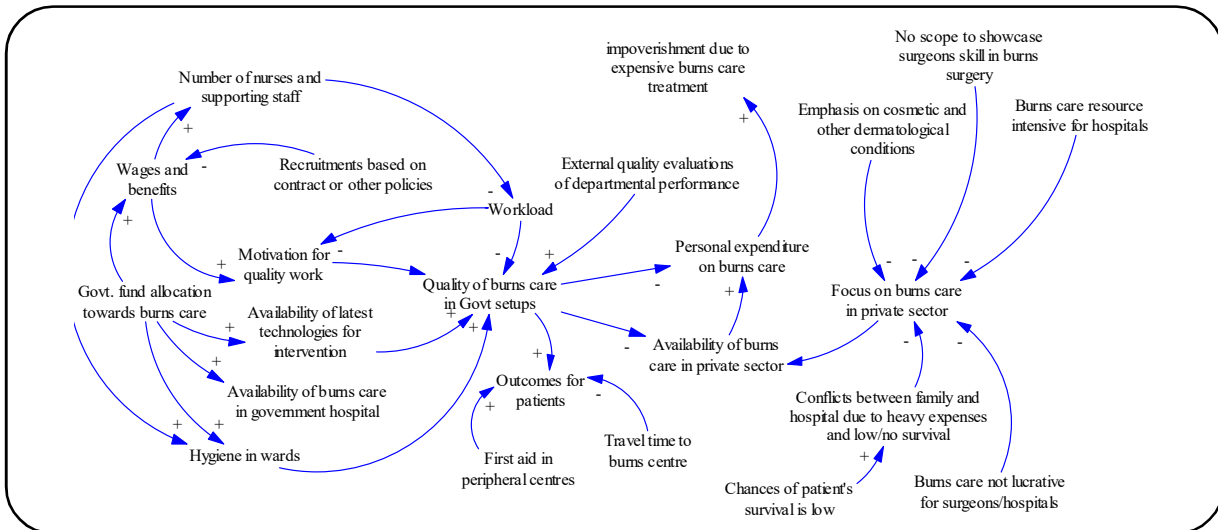 No scope to showcase
surgeons skill in burns
surgery
impoverishment due to
expensive burns care
treatment
Number of nurses and
supporting staff
Emphasis on cosmetic and
other dermatological
conditions
Burns care resource
intensive for hospitals
+
+
Wages and
benefits
-
Recruitments based on
contract or other policies
External quality evaluations
of departmental performance
-
-Workload
+
+
Motivation for
quality work
-
-
+
Personal expenditure
on burns care
-
-
-
Govt. fund allocation
towards burns care
Quality of burns care
in Govt setups
-
+
Focus on burns care
in private sector
+
Availability of latest
technologies for
intervention
+
+
-
-
-
Availability of burns
care in private sector
+
+
Availability of burns care
in government hospital
Outcomes for
patients
+
-
Conflicts between family and
hospital due to heavy expenses
and low/no survival
+
+
Hygiene in wards
First aid in
peripheral centres
Travel time to
burns centre
+
Chances of patient's
survival is low
Burns care not lucrative
for surgeons/hospitals